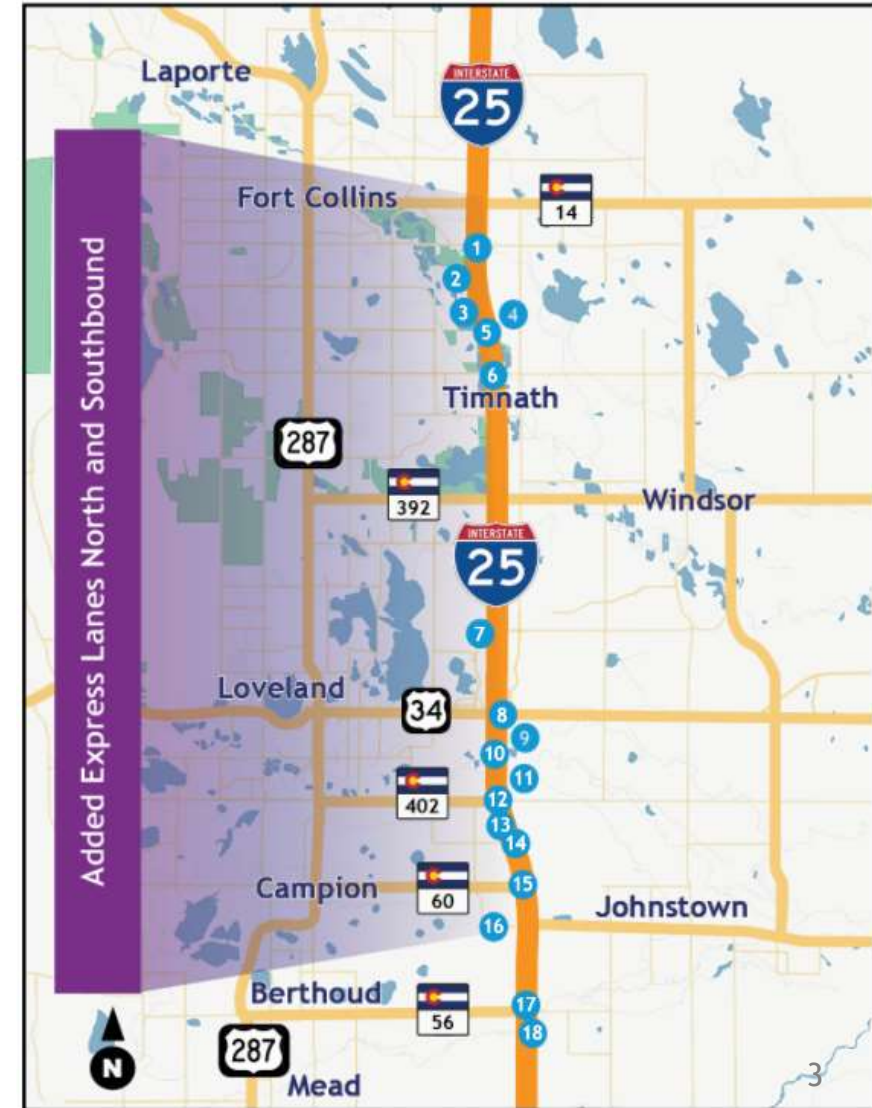 Laporte
INTERSTATE
25
Fort Collins
14
1
2
3
4
5
6
Timnath
287
392
Windsor
INTERSTATE
25
7
Loveland
34
8
9
10
11
402
12
13
14
Campion
60
15
16
Johnstown
Berthoud
56
17
18
287
Mead
N
3
Added Express Lanes North and Southbound